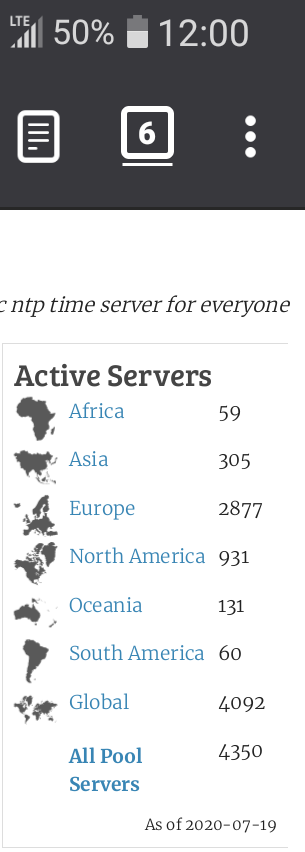 LTE 50% 12:00
6
c ntp time server for everyone
Active Servers
Africa 59
Asia 305
Europe 2877
North America 931
Oceania 131
South America 60
Global 4092
All Pool 4350
Servers
As of 2020-07-19